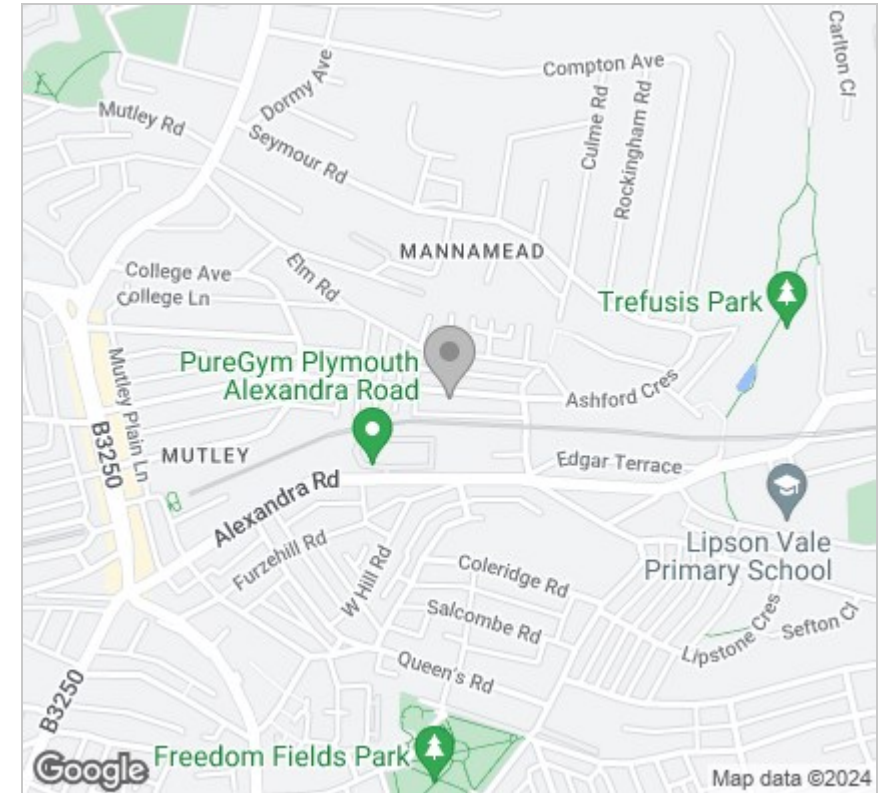 Carlton Cl
Compton Ave
Dormy Ave
Mutley Rd
Seymour Rd
Culme Rd
Rockingham Rd
MANNAMEAD
College Ave
College Ln
Elm Rd
Trefusis Park
Mutley Plain Ln
PureGym Plymouth
Alexandra Road
Ashford Cres
B3250
MUTLEY
Edgar Terrace
Alexandra Rd
Lipson Vale
Primary School
Furzehill Rd
W Hill Rd
Coleridge Rd
Salcombe Rd
Lipstone Cres
Sefton Cl
Queen's Rd
B3250
Freedom Fields Park
Google
Map data ©2024